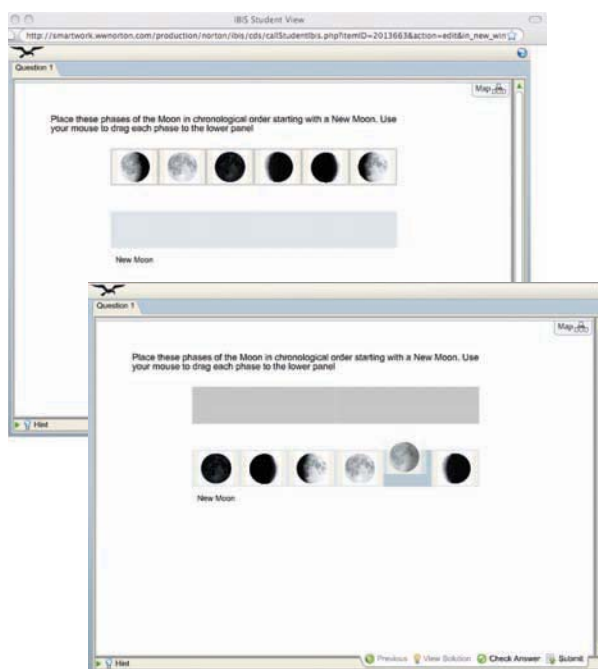 IBIS Student View
http://smartwork.wwnorton.com/production/norton/ibis/cds/callStudentIbis.php?itemID=2013663&action=edit&in_new_win
Question 1
Map
Place these phases of the Moon in chronological order starting with a New Moon. Use
your mouse to drag each phase to the lower panel
New Moon
Hint
Question 1
Map
Place these phases of the Moon in chronological order starting with a New Moon. Use
your mouse to drag each phase to the lower panel
New Moon
Hint
Previous View Solution Check Answer Submit